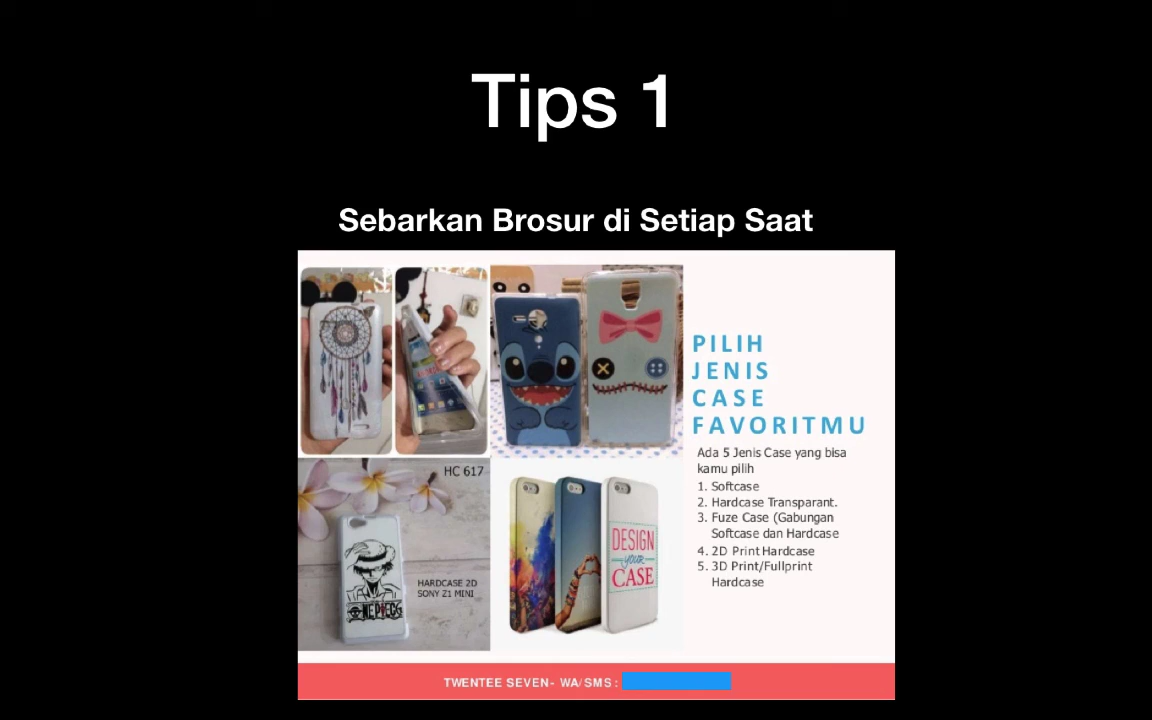 Tips 1
Sebarkan Brosur di Setiap Saat
HC 617
HARDCASE 2D
SONY Z1 MINI
ONE PIECE
DESIGN
your
CASE
PILIH
JENIS
CASE
FAVORITMU
Ada 5 Jenis Case yang bisa
kamu pilih
1. Softcase
2. Hardcase Transparant.
3. Fuze Case (Gabungan
Softcase dan Hardcase
4. 2D Print Hardcase
5. 3D Print/Fullprint
Hardcase
TWENTEE SEVEN- WA/SMS :